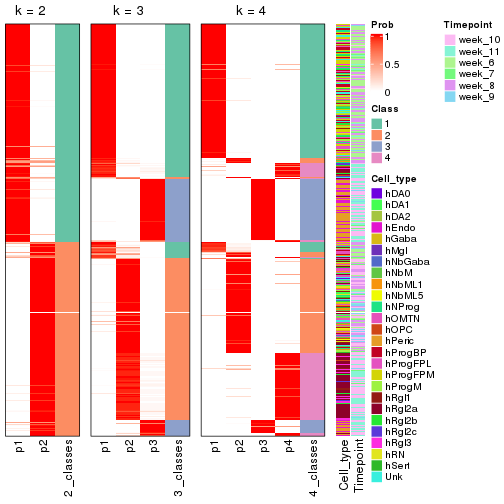 k = 2
k = 3
k = 4
p1
p2
2_classes
p1
p2
p3
3_classes
p1
p2
p3
p4
4_classes
Cell_type
Timepoint
Prob
1
0.5
0
Class
1
2
3
4
Cell_type
hDA0
hDA1
hDA2
hEndo
hGaba
hMgl
hNbGaba
hNbM
hNbML1
hNbML5
hNProg
hOMTN
hOPC
hPeric
hProgBP
hProgFPL
hProgFPM
hProgM
hRgl1
hRgl2a
hRgl2b
hRgl2c
hRgl3
hRN
hSert
Unk
Timepoint
week_10
week_11
week_6
week_7
week_8
week_9